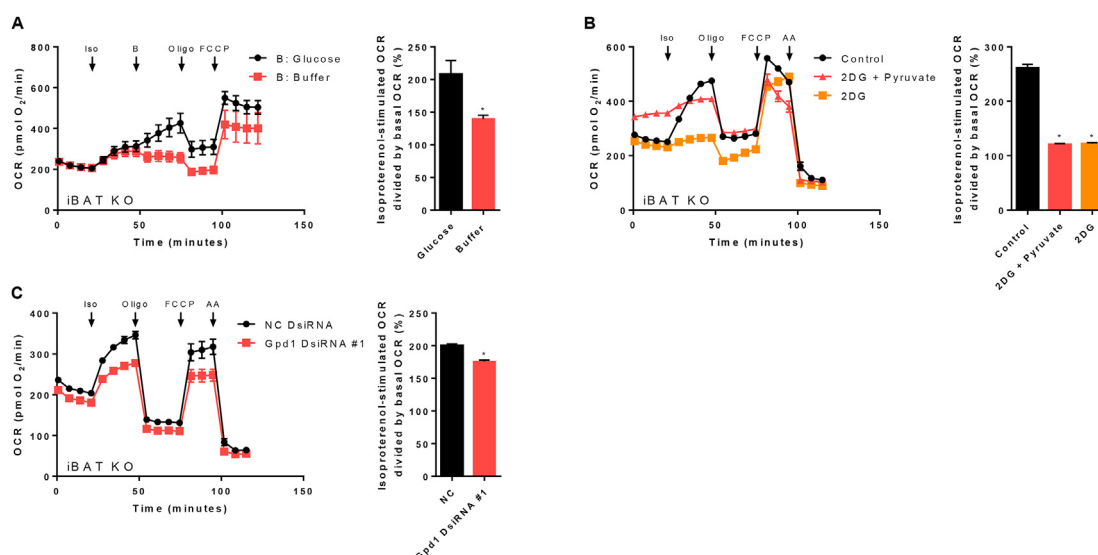 A
Iso B Oligo FCCP
OCR (pmol O2/min)
800
600
400
200
0
B: Glucose
B: Buffer
iBAT KO
0 50 100 150
Time (minutes)
Isoproterenol-stimulated OCR
divided by basal OCR (%)
250
200
150
100
50
0
*
Glucose
Buffer
B
Iso Oligo FCCP AA
OCR (pmol O2/min)
600
400
200
0
Control
2DG + Pyruvate
2DG
iBAT KO
0 50 100 150
Time (minutes)
Isoproterenol-stimulated OCR
divided by basal OCR (%)
300
250
200
150
100
50
0
* *
Control
2DG + Pyruvate
2DG
C
Iso Oligo FCCP AA
OCR (pmol O2/min)
400
300
200
100
0
NC DsiRNA
Gpd1 DsiRNA #1
iBAT KO
0 50 100 150
Time (minutes)
Isoproterenol-stimulated OCR
divided by basal OCR (%)
250
200
150
100
50
0
*
NC
Gpd1 DsiRNA #1